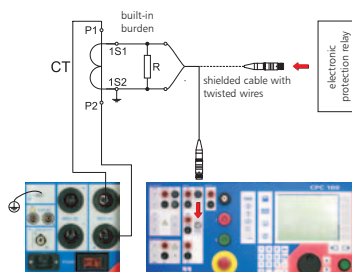 built-in
burden
P1
1S1
CT
R
1S2
P2
shielded cable with
twisted wires
electronic
protection relay
CPC 100